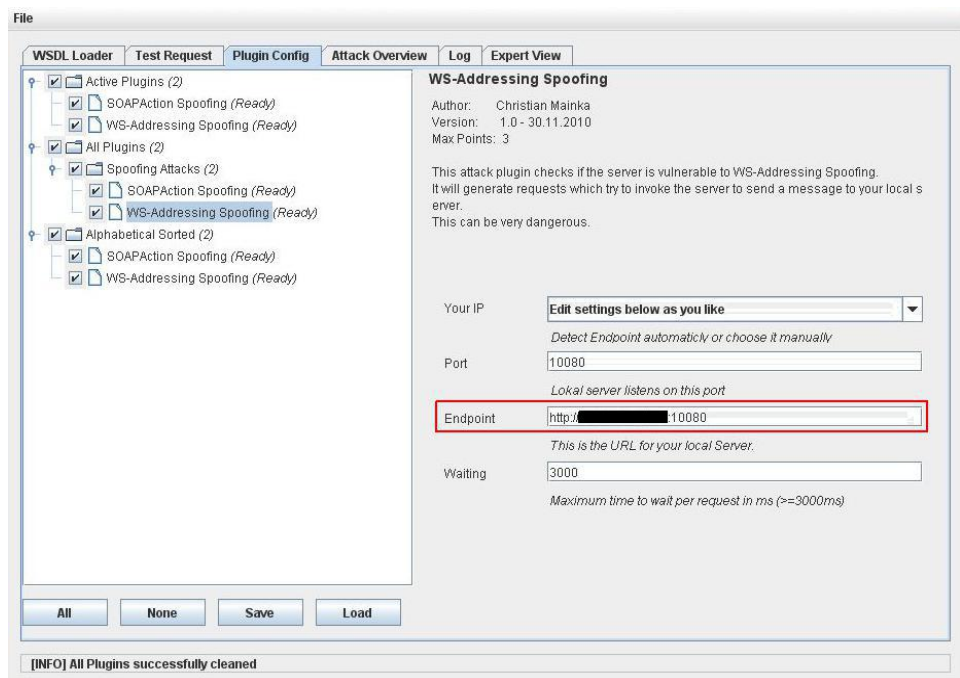 File
WSDL Loader Test Request Plugin Config Attack Overview Log Expert View
Active Plugins (2)
SOAPAction Spoofing (Ready)
WS-Addressing Spoofing (Ready)
All Plugins (2)
Spoofing Attacks (2)
SOAPAction Spoofing (Ready)
WS-Addressing Spoofing (Ready)
Alphabetical Sorted (2)
SOAPAction Spoofing (Ready)
WS-Addressing Spoofing (Ready)
WS-Addressing Spoofing
Author: Christian Mainka
Version: 1.0 - 30.11.2010
Max Points: 3
This attack plugin checks if the server is vulnerable to WS-Addressing Spoofing.
It will generate requests which try to invoke the server to send a message to your local s
erver.
This can be very dangerous.
Your IP Edit settings below as you like
Detect Endpoint automaticly or choose it manually
Port 10080
Lokal server listens on this port
Endpoint http:// :10080
This is the URL for your local Server.
Waiting 3000
Maximum time to wait per request in ms (>=3000ms)
All None Save Load
[INFO] All Plugins successfully cleaned